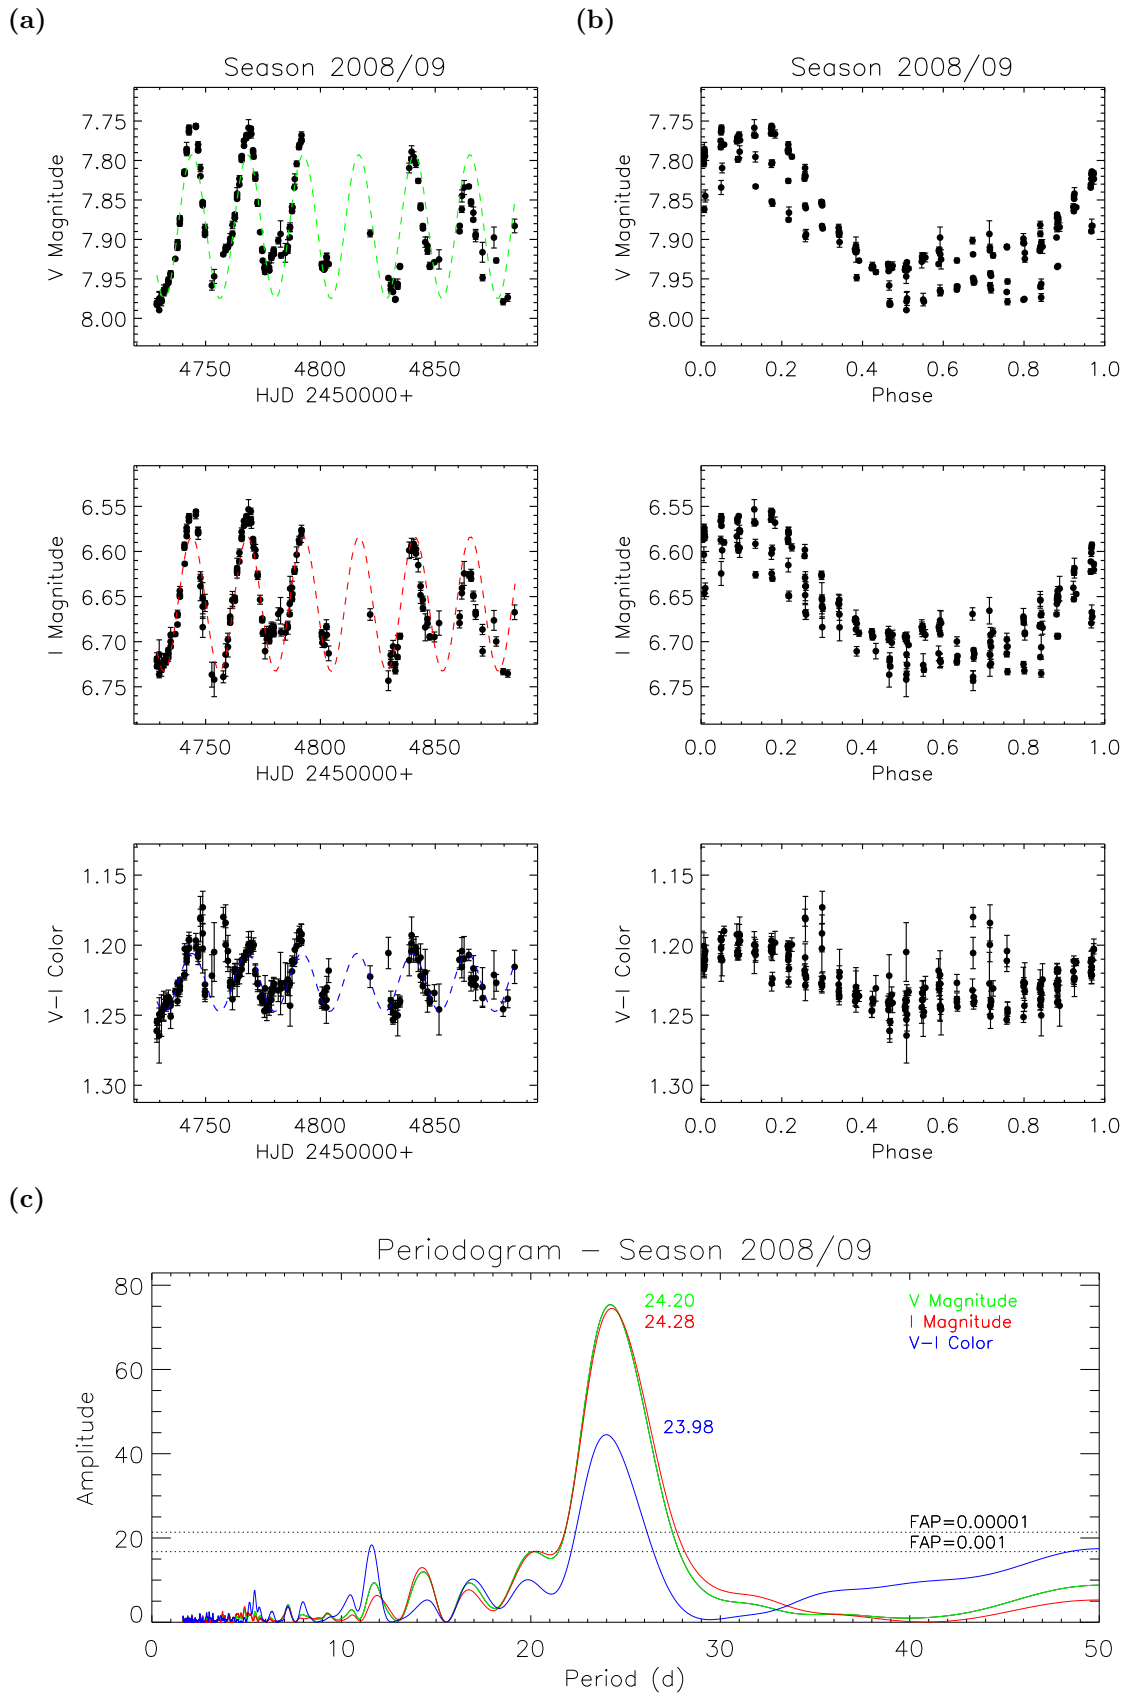 (a) (b)
Season 2008/09 Season 2008/09
V Magnitude V Magnitude
7.75 7.75
7.80 7.80
7.85 7.85
7.90 7.90
7.95 7.95
8.00 8.00
4750 4800 4850 0.0 0.2 0.4 0.6 0.8 1.0
HJD 2450000+ Phase
I Magnitude I Magnitude
6.55 6.55
6.60 6.60
6.65 6.65
6.70 6.70
6.75 6.75
4750 4800 4850 0.0 0.2 0.4 0.6 0.8 1.0
HJD 2450000+ Phase
V-I Color V-I Color
1.15 1.15
1.20 1.20
1.25 1.25
1.30 1.30
4750 4800 4850 0.0 0.2 0.4 0.6 0.8 1.0
HJD 2450000+ Phase
(c)
Periodogram - Season 2008/09
Amplitude
80
60
40
20
0
24.20 V Magnitude
24.28 I Magnitude
V-I Color
23.98
FAP=0.00001
FAP=0.001
0 10 20 30 40 50
Period (d)